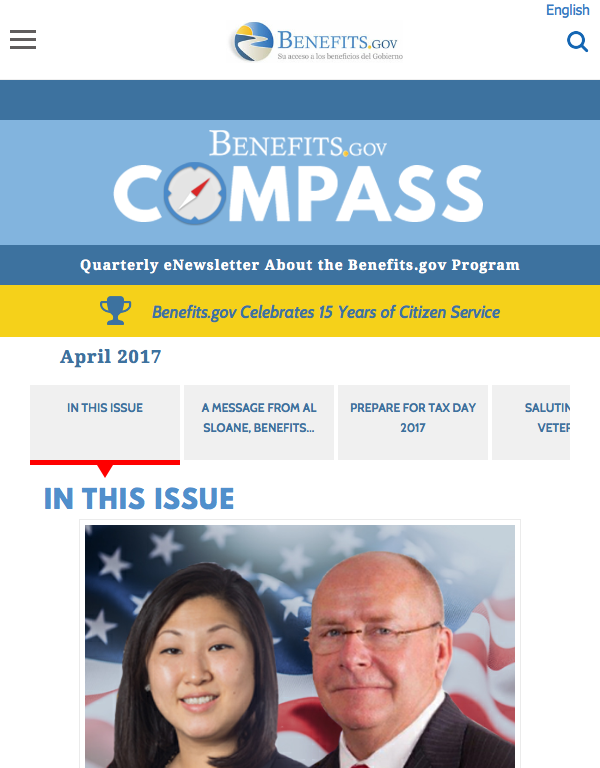 English
BENEFITS.GOV
Su acceso a los beneficios del Gobierno
BENEFITS.GOV
COMPASS
Quarterly eNewsletter About the Benefits.gov Program
Benefits.gov Celebrates 15 Years of Citizen Service
April 2017
IN THIS ISSUE
A MESSAGE FROM AL
SLOANE, BENEFITS...
PREPARE FOR TAX DAY
2017
SALUTIN
VETER
IN THIS ISSUE